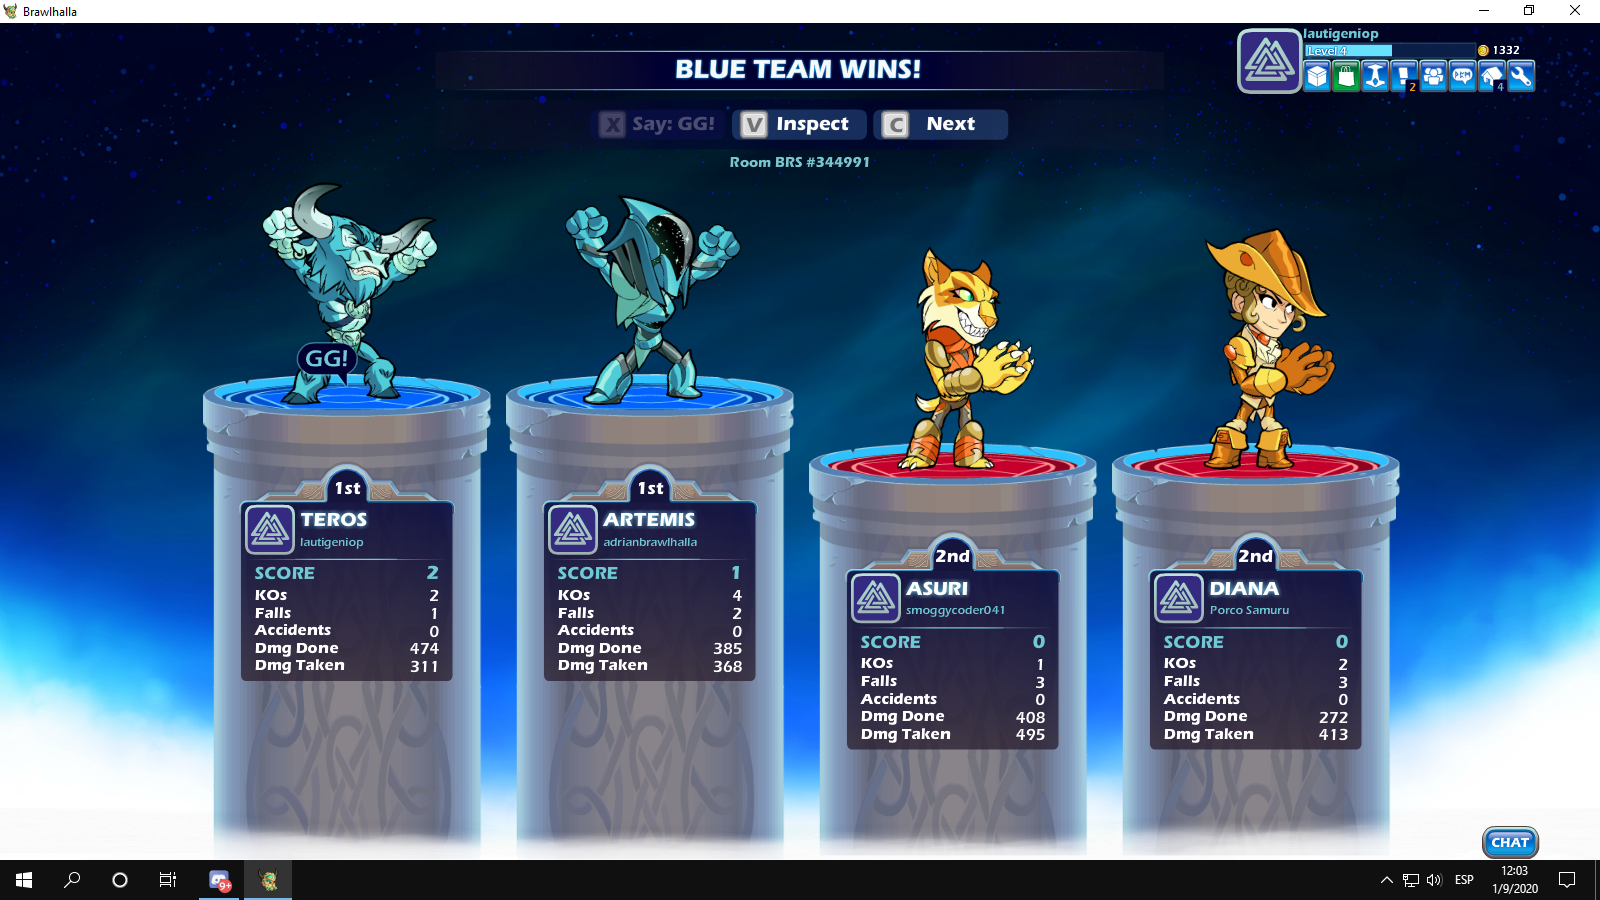 Brawlhalla
lautigeniop
Level 4
1332
2
4
BLUE TEAM WINS!
X Say: GG!
V Inspect
C Next
Room BRS #344991
GG!
1st
TEROS
lautigeniop
SCORE 2
KOs 2
Falls 1
Accidents 0
Dmg Done 474
Dmg Taken 311
1st
ARTEMIS
adrianbrawlhalla
SCORE 1
KOs 4
Falls 2
Accidents 0
Dmg Done 385
Dmg Taken 368
2nd
ASURI
smoggycoder041
SCORE 0
KOs 1
Falls 3
Accidents 0
Dmg Done 408
Dmg Taken 495
2nd
DIANA
Porco Samuru
SCORE 0
KOs 2
Falls 3
Accidents 0
Dmg Done 272
Dmg Taken 413
CHAT
9+
ESP
12:03
1/9/2020